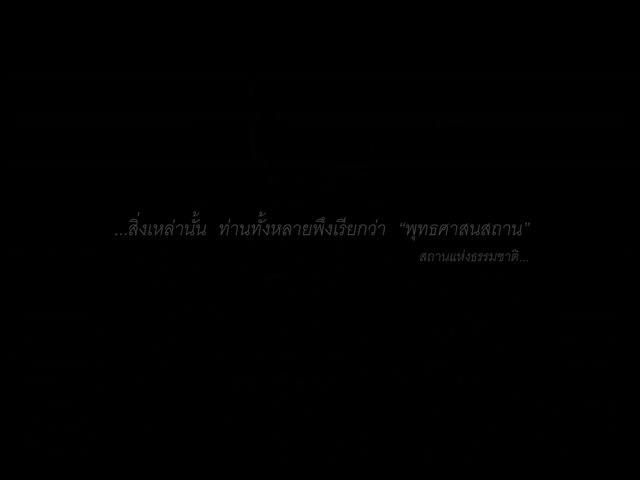 ...สิ่งเหล่านั้น ท่านทั้งหลายพึงเรียกว่า “พุทธศาสนสถาน”
สถานแห่งธรรมชาติ...